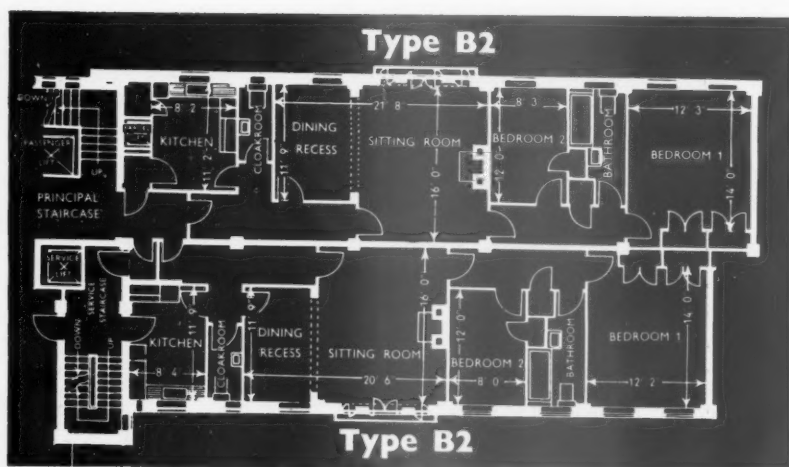 Type B2
DOWN
UP
PASSENGER
LIFT
PRINCIPAL
STAIRCASE
8' 2"
KITCHEN
11' 2"
CLOAKROOM
11' 9"
DINING
RECESS
21' 8"
SITTING ROOM
16' 0"
8' 3"
BEDROOM 2
12' 0"
BATHROOM
12' 3"
BEDROOM 1
14' 0"
SERVICE
LIFT
SERVICE
STAIRCASE
DOWN
UP
KITCHEN
8' 4"
11' 9"
CLOAKROOM
11' 9"
DINING
RECESS
SITTING ROOM
20' 6"
16' 0"
12' 0"
BEDROOM 2
8' 0"
BATHROOM
BEDROOM 1
12' 2"
14' 0"
Type B2